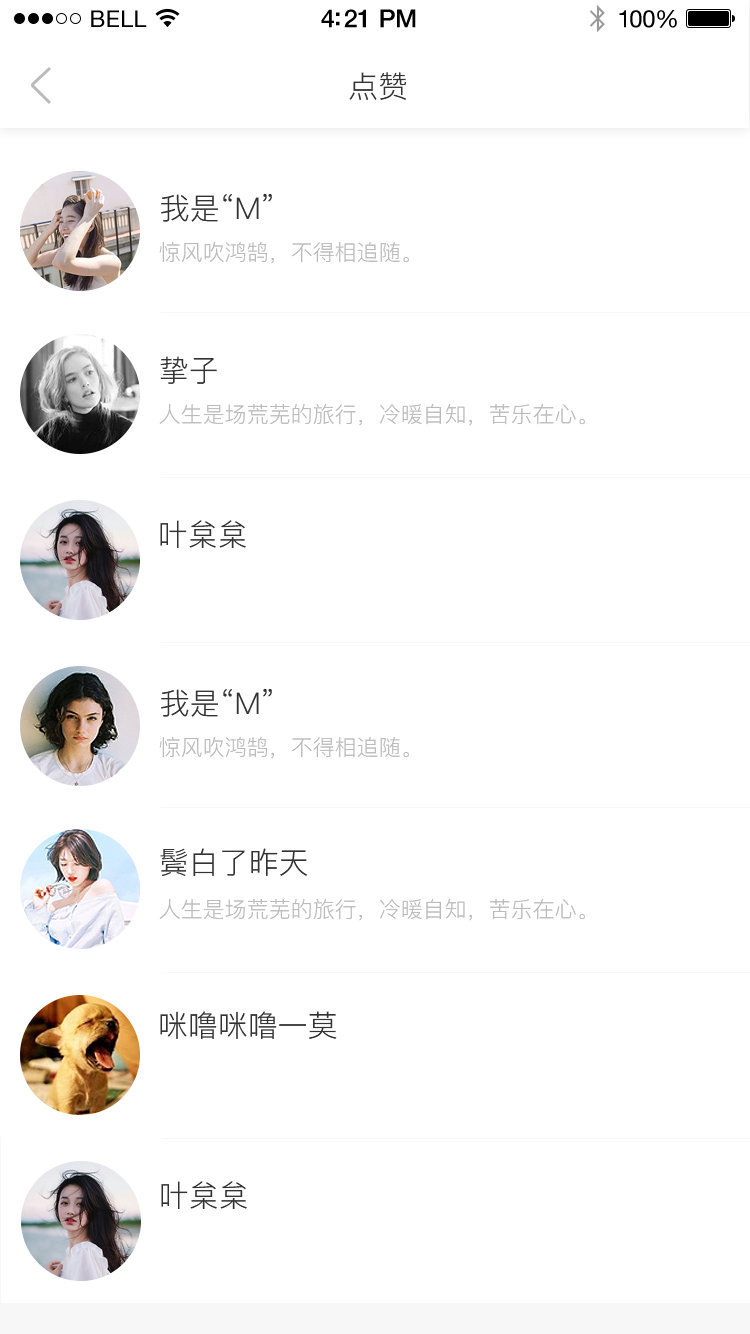 BELL 4:21 PM 100%
点赞
我是“M”
惊风吹鸿鹄，不得相追随。
挚子
人生是场荒芜的旅行，冷暖自知，苦乐在心。
叶枲枲
我是“M”
惊风吹鸿鹄，不得相追随。
鬓白了昨天
人生是场荒芜的旅行，冷暖自知，苦乐在心。
咪噜咪噜一莫
叶枲枲